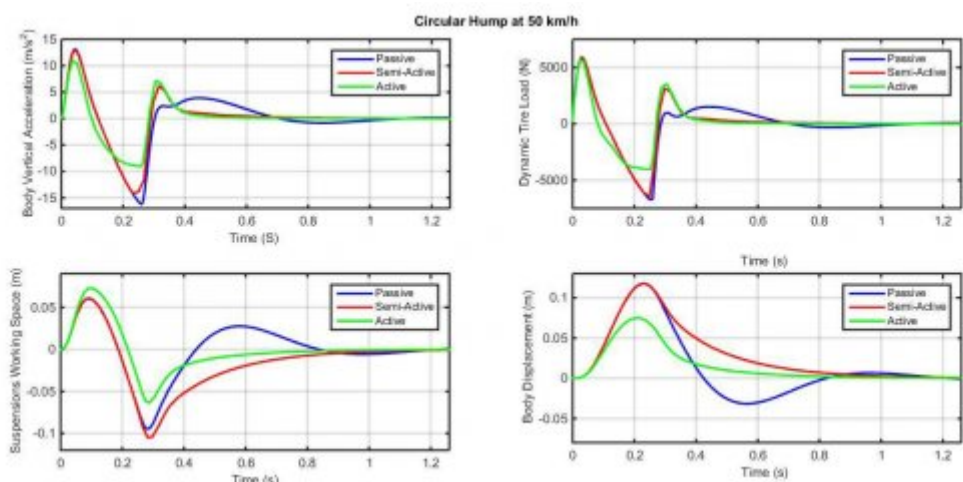 Circular Hump at 50 km/h
Body Vertical Acceleration (m/s²)
15
10
5
0
-5
-10
-15
Passive
Semi-Active
Active
0 0.2 0.4 0.6 0.8 1 1.2
Time (S)
Dynamic Tire Load (N)
5000
0
-5000
Passive
Semi-Active
Active
0 0.2 0.4 0.6 0.8 1 1.2
Time (s)
Suspensions Working Space (m)
0.05
0
-0.05
-0.1
Passive
Semi-Active
Active
0 0.2 0.4 0.6 0.8 1 1.2
Time (s)
Body Displacement (m)
0.1
0.05
0
-0.05
Passive
Semi-Active
Active
0 0.2 0.4 0.6 0.8 1 1.2
Time (s)